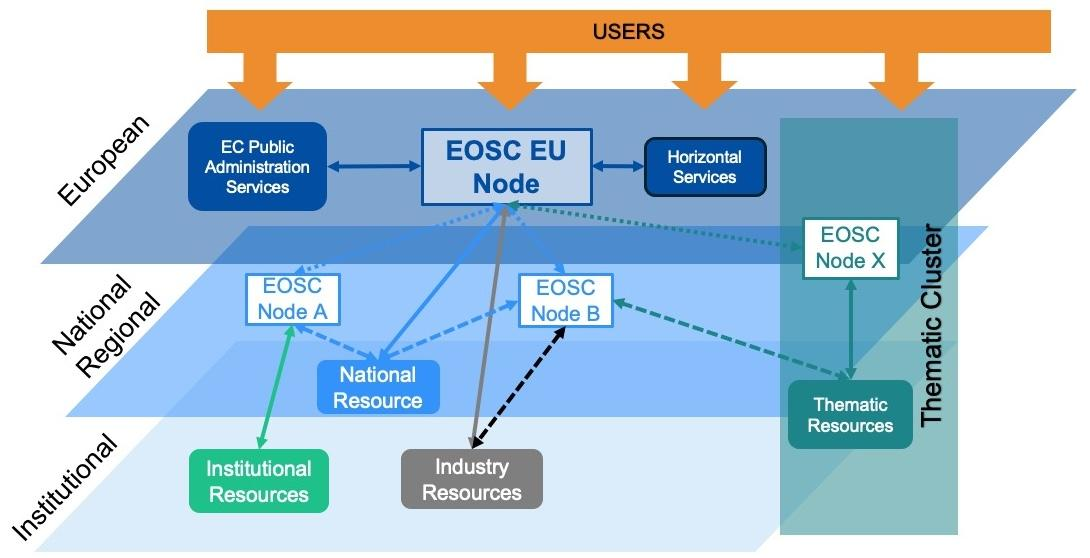 USERS
European
EC Public
Administration
Services
EOSC EU
Node
Horizontal
Services
National
Regional
EOSC
Node A
EOSC
Node B
EOSC
Node X
Thematic Cluster
National
Resource
Thematic
Resources
Institutional
Institutional
Resources
Industry
Resources